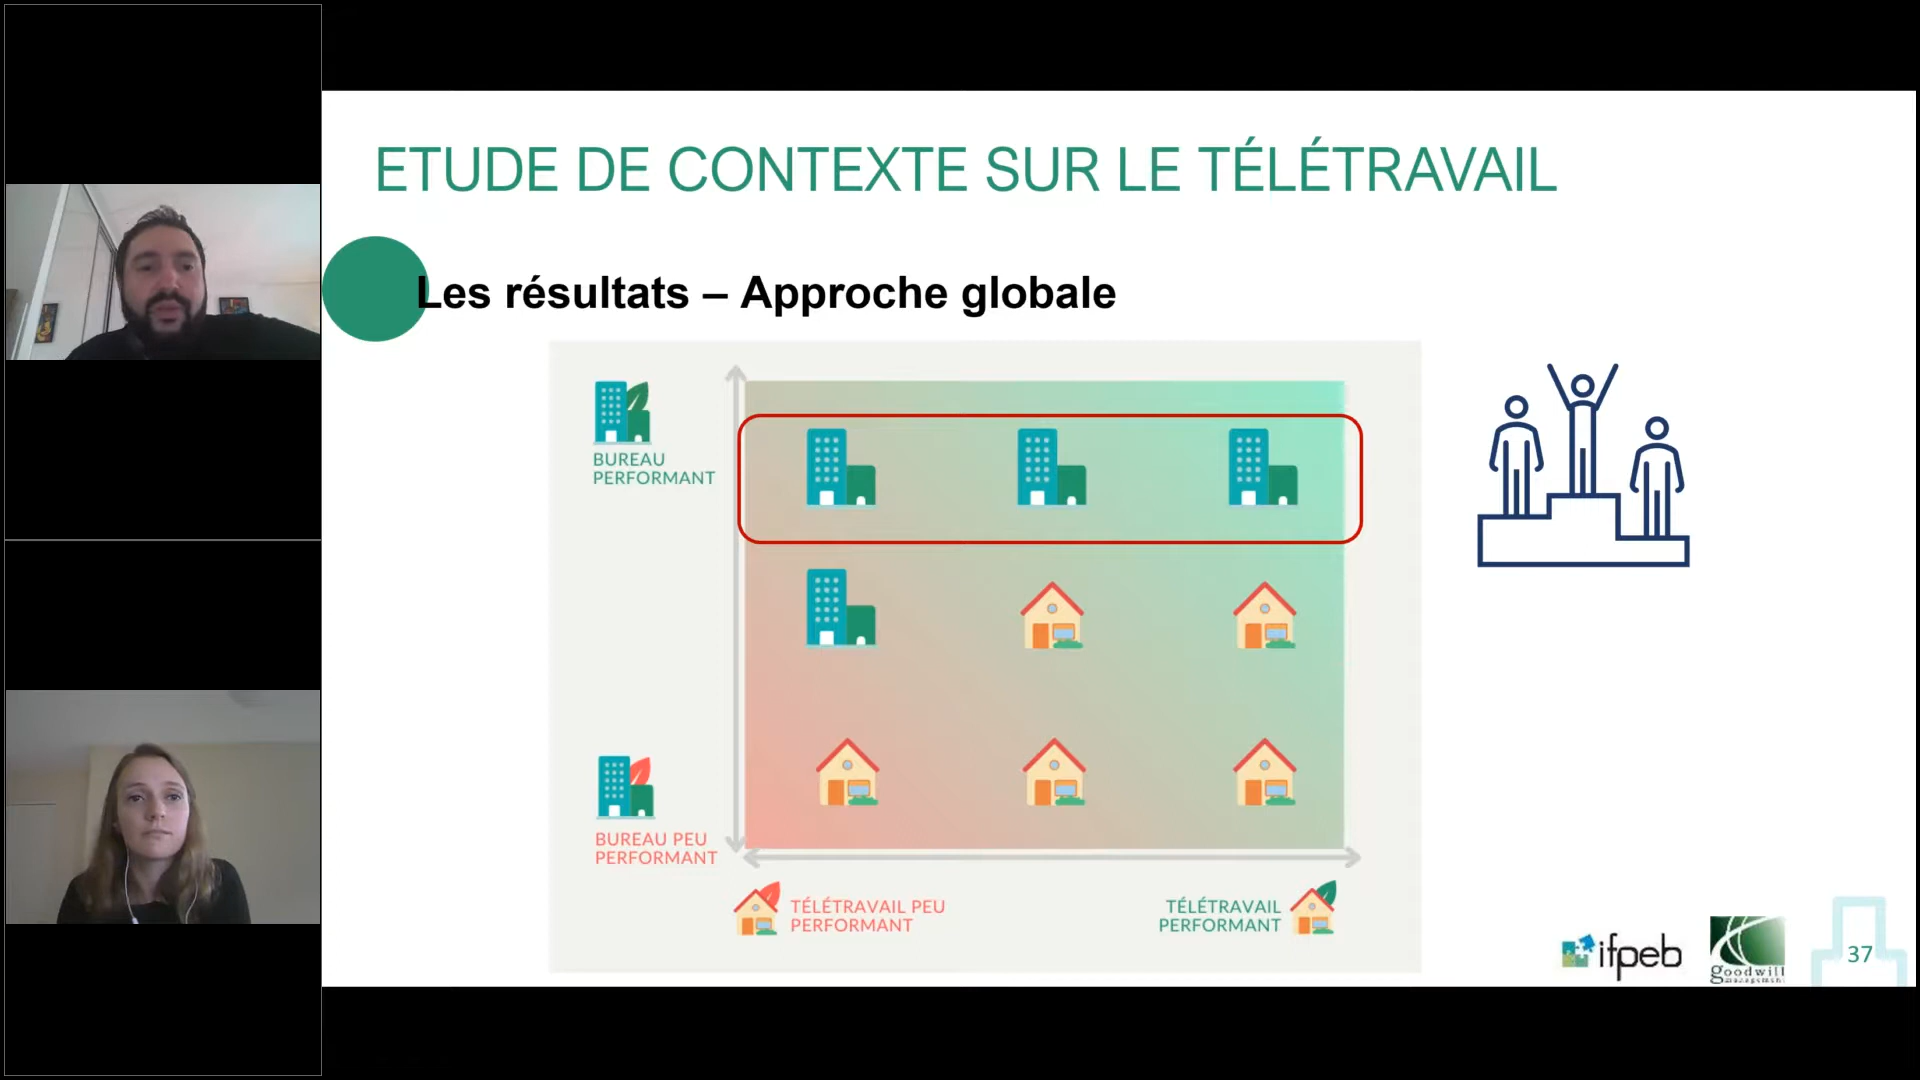 ETUDE DE CONTEXTE SUR LE TÉLÉTRAVAIL
Les résultats – Approche globale
BUREAU
PERFORMANT
BUREAU PEU
PERFORMANT
TÉLÉTRAVAIL PEU
PERFORMANT
TÉLÉTRAVAIL
PERFORMANT
ifpeb
goodwill
management
37